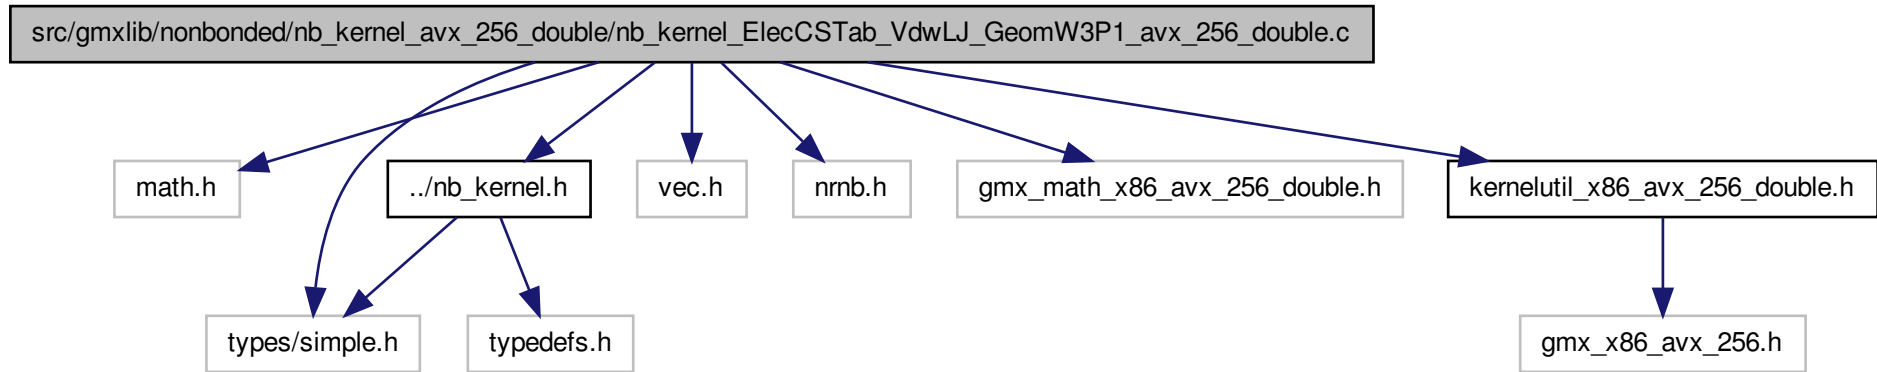 src/gmxlib/nonbonded/nb_kernel_avx_256_double/nb_kernel_ElecCSTab_VdwLJ_GeomW3P1_avx_256_double.c
math.h
../nb_kernel.h
vec.h
nrnb.h
gmx_math_x86_avx_256_double.h
kernelutil_x86_avx_256_double.h
types/simple.h
typedefs.h
gmx_x86_avx_256.h